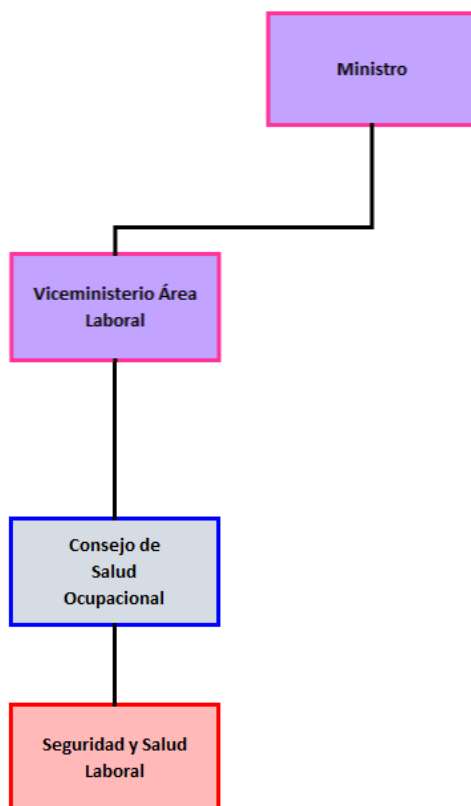 Ministro
Viceministerio Área
Laboral
Consejo de
Salud
Ocupacional
Seguridad y Salud
Laboral